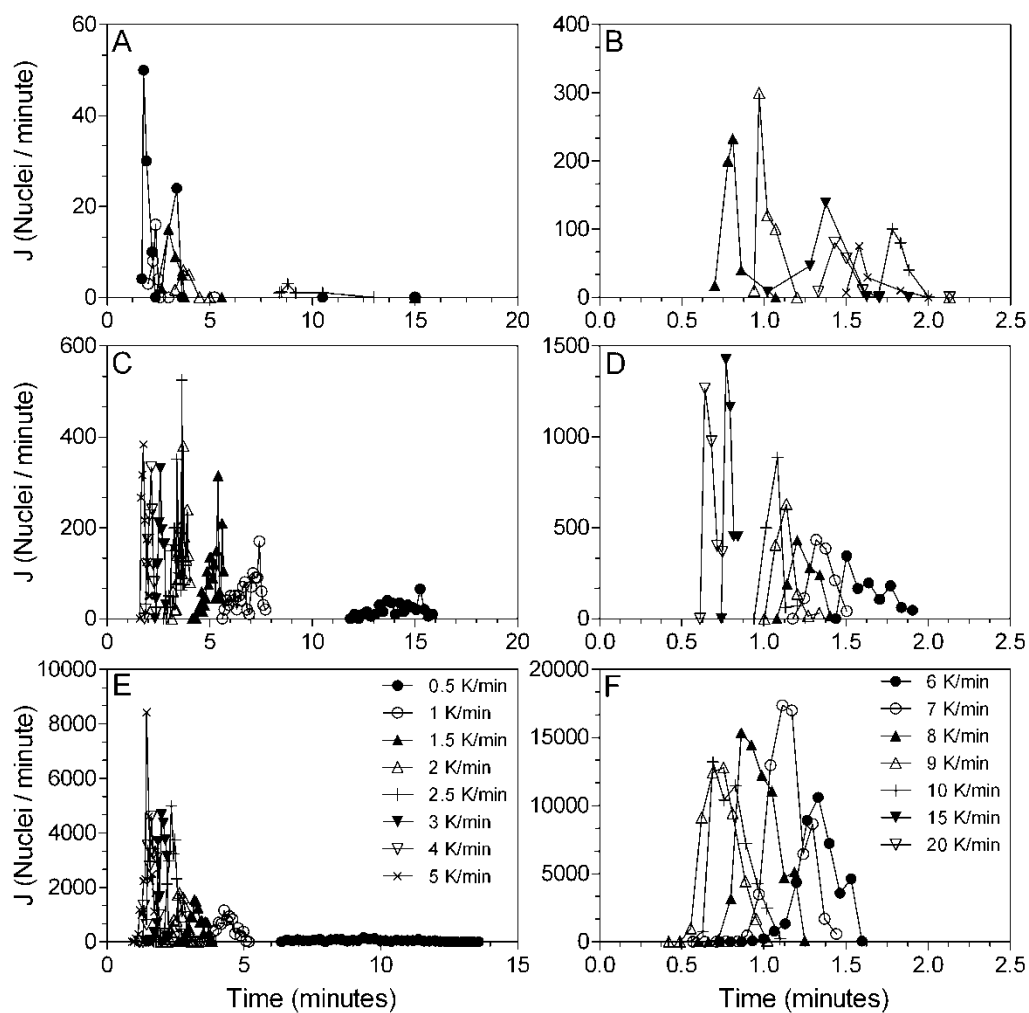 A
J (Nuclei / minute)
60
40
20
0
0
5
10
15
20
B
400
300
200
100
0
0.0
0.5
1.0
1.5
2.0
2.5
C
J (Nuclei / minute)
600
400
200
0
0
5
10
15
20
D
1500
1000
500
0
0.0
0.5
1.0
1.5
2.0
2.5
E
J (Nuclei / minute)
10000
8000
6000
4000
2000
0
0
5
10
15
0.5 K/min
1 K/min
1.5 K/min
2 K/min
2.5 K/min
3 K/min
4 K/min
5 K/min
Time (minutes)
F
20000
15000
10000
5000
0
0.0
0.5
1.0
1.5
2.0
2.5
6 K/min
7 K/min
8 K/min
9 K/min
10 K/min
15 K/min
20 K/min
Time (minutes)